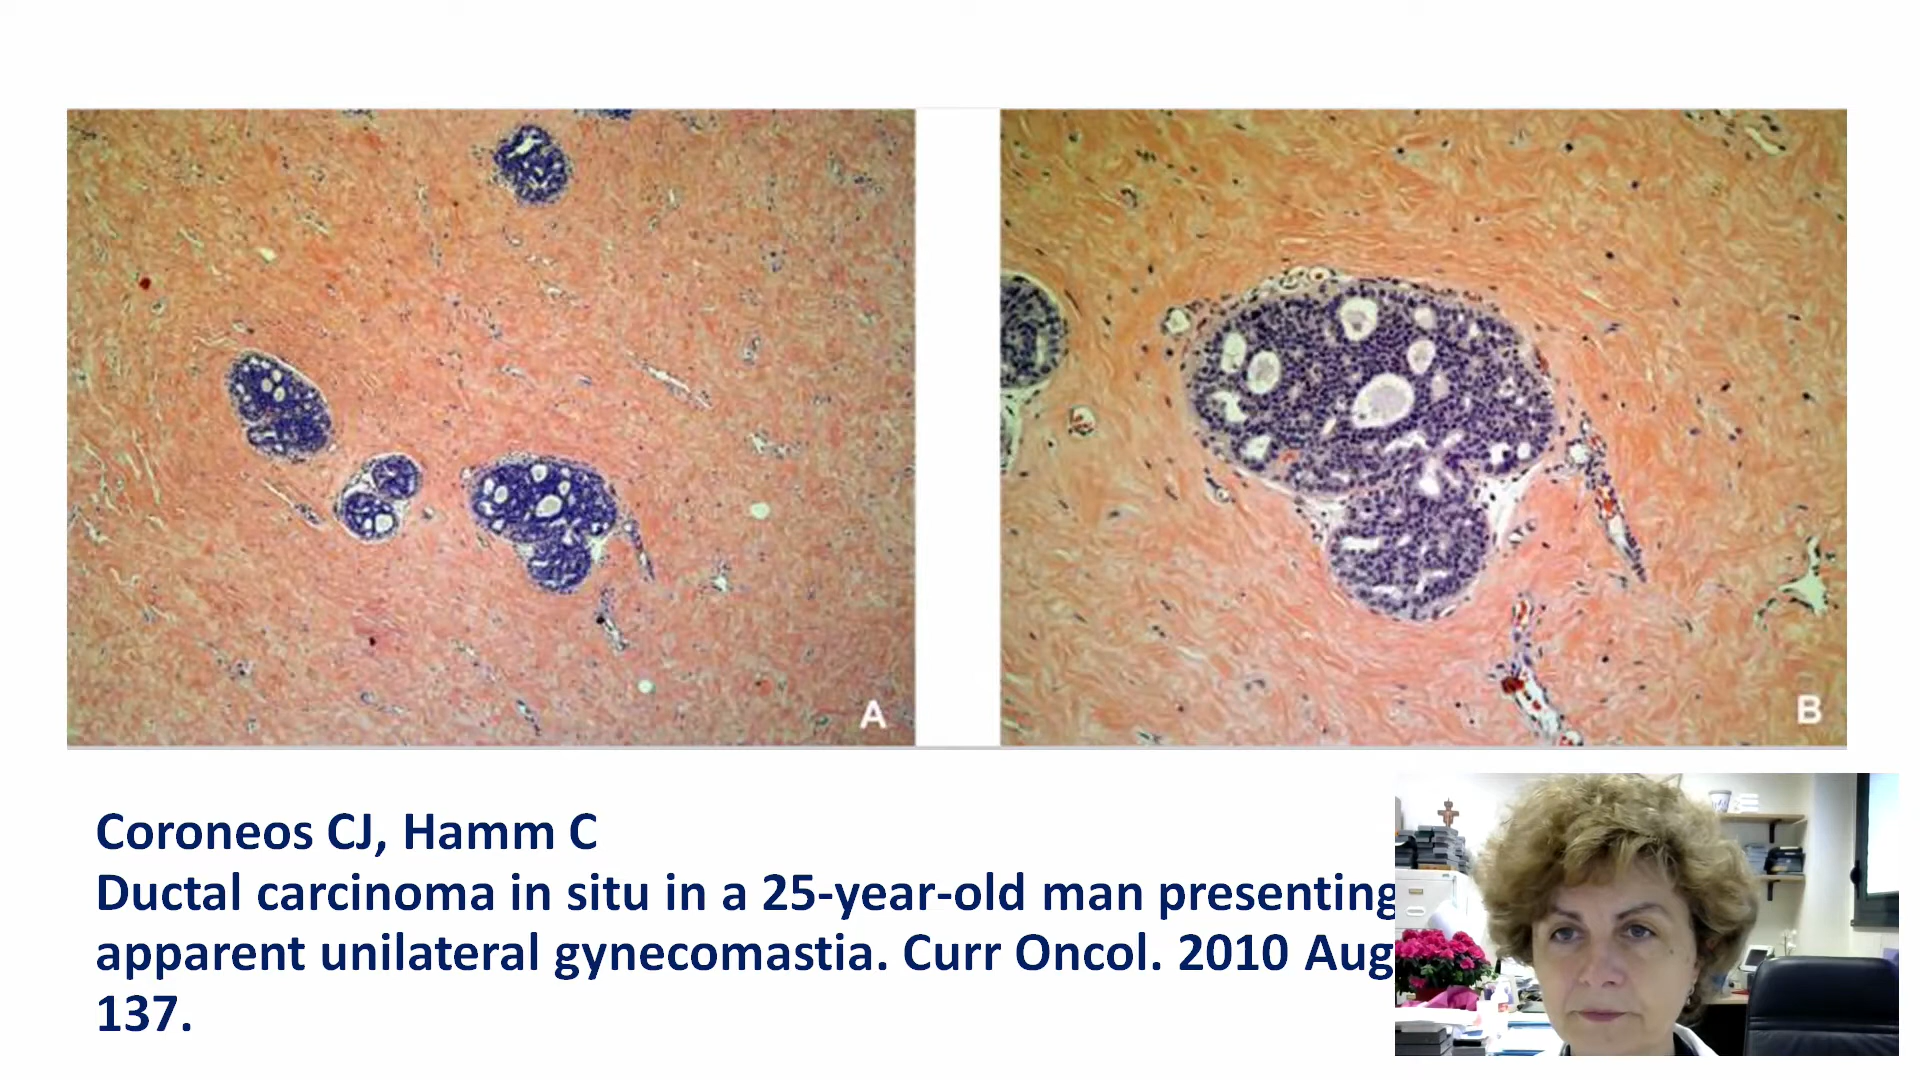 A
B
Coroneos CJ, Hamm C
Ductal carcinoma in situ in a 25-year-old man presenting
apparent unilateral gynecomastia. Curr Oncol. 2010 Aug
137.